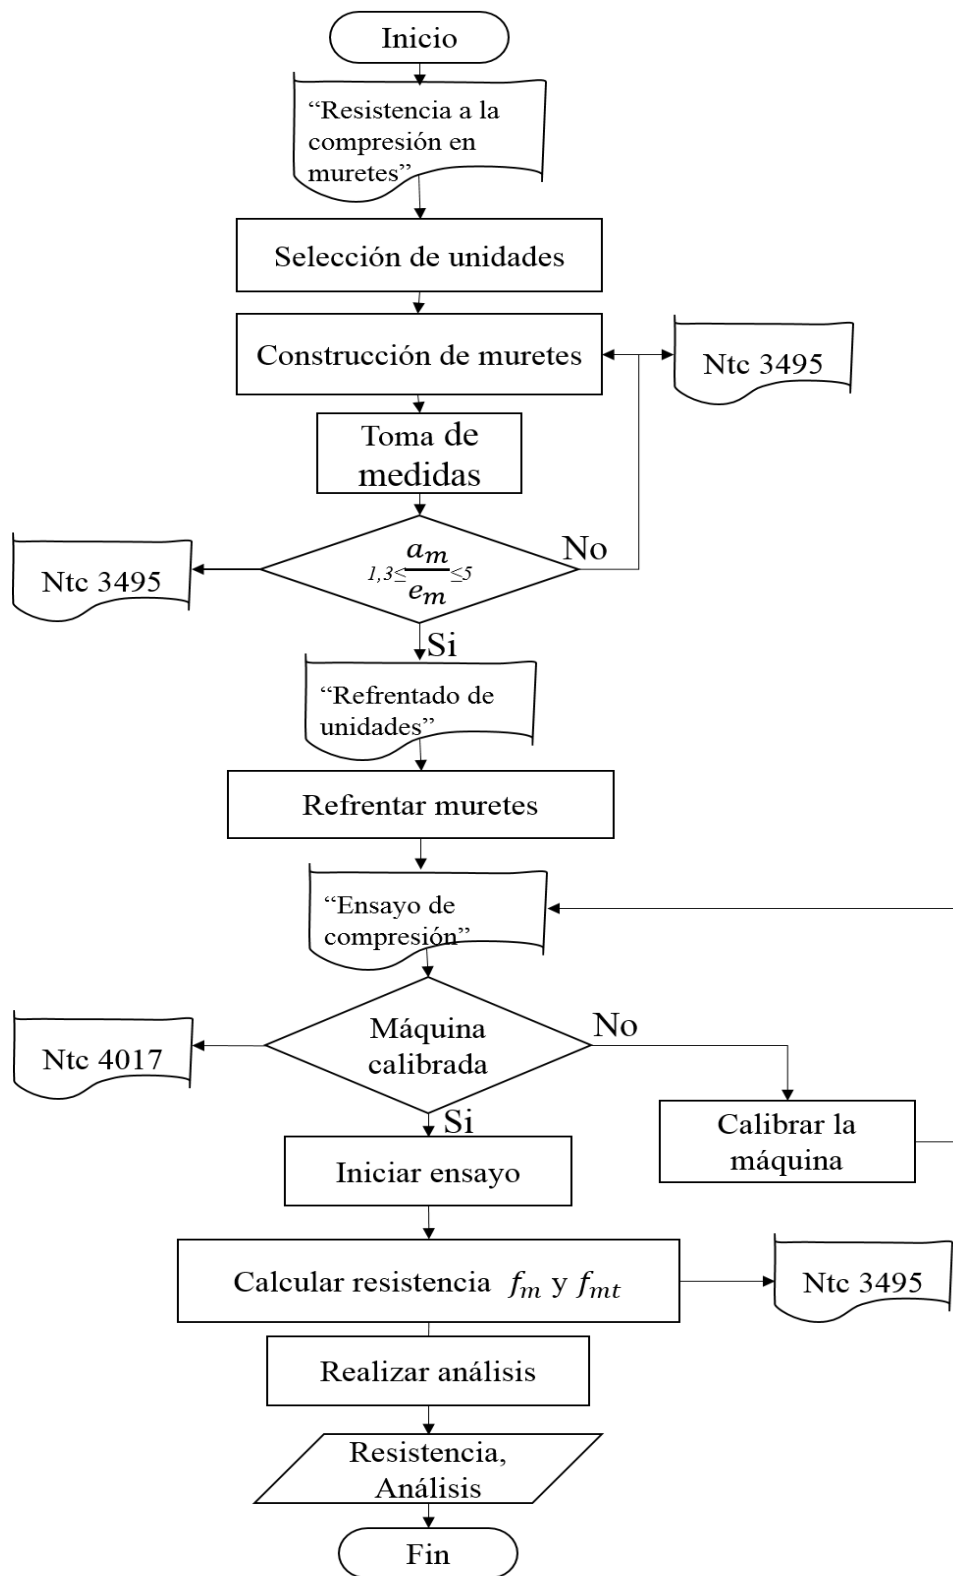 Inicio
“Resistencia a la
compresión en
muretes”
Selección de unidades
Construcción de muretes
Ntc 3495
Toma de
medidas
Ntc 3495
1,3≤ a_m / e_m ≤5
No
Si
“Refrentado de
unidades”
Refrentar muretes
“Ensayo de
compresión”
Ntc 4017
Máquina
calibrada
No
Si
Calibrar la
máquina
Iniciar ensayo
Calcular resistencia f_m y f_mt
Ntc 3495
Realizar análisis
Resistencia,
Análisis
Fin